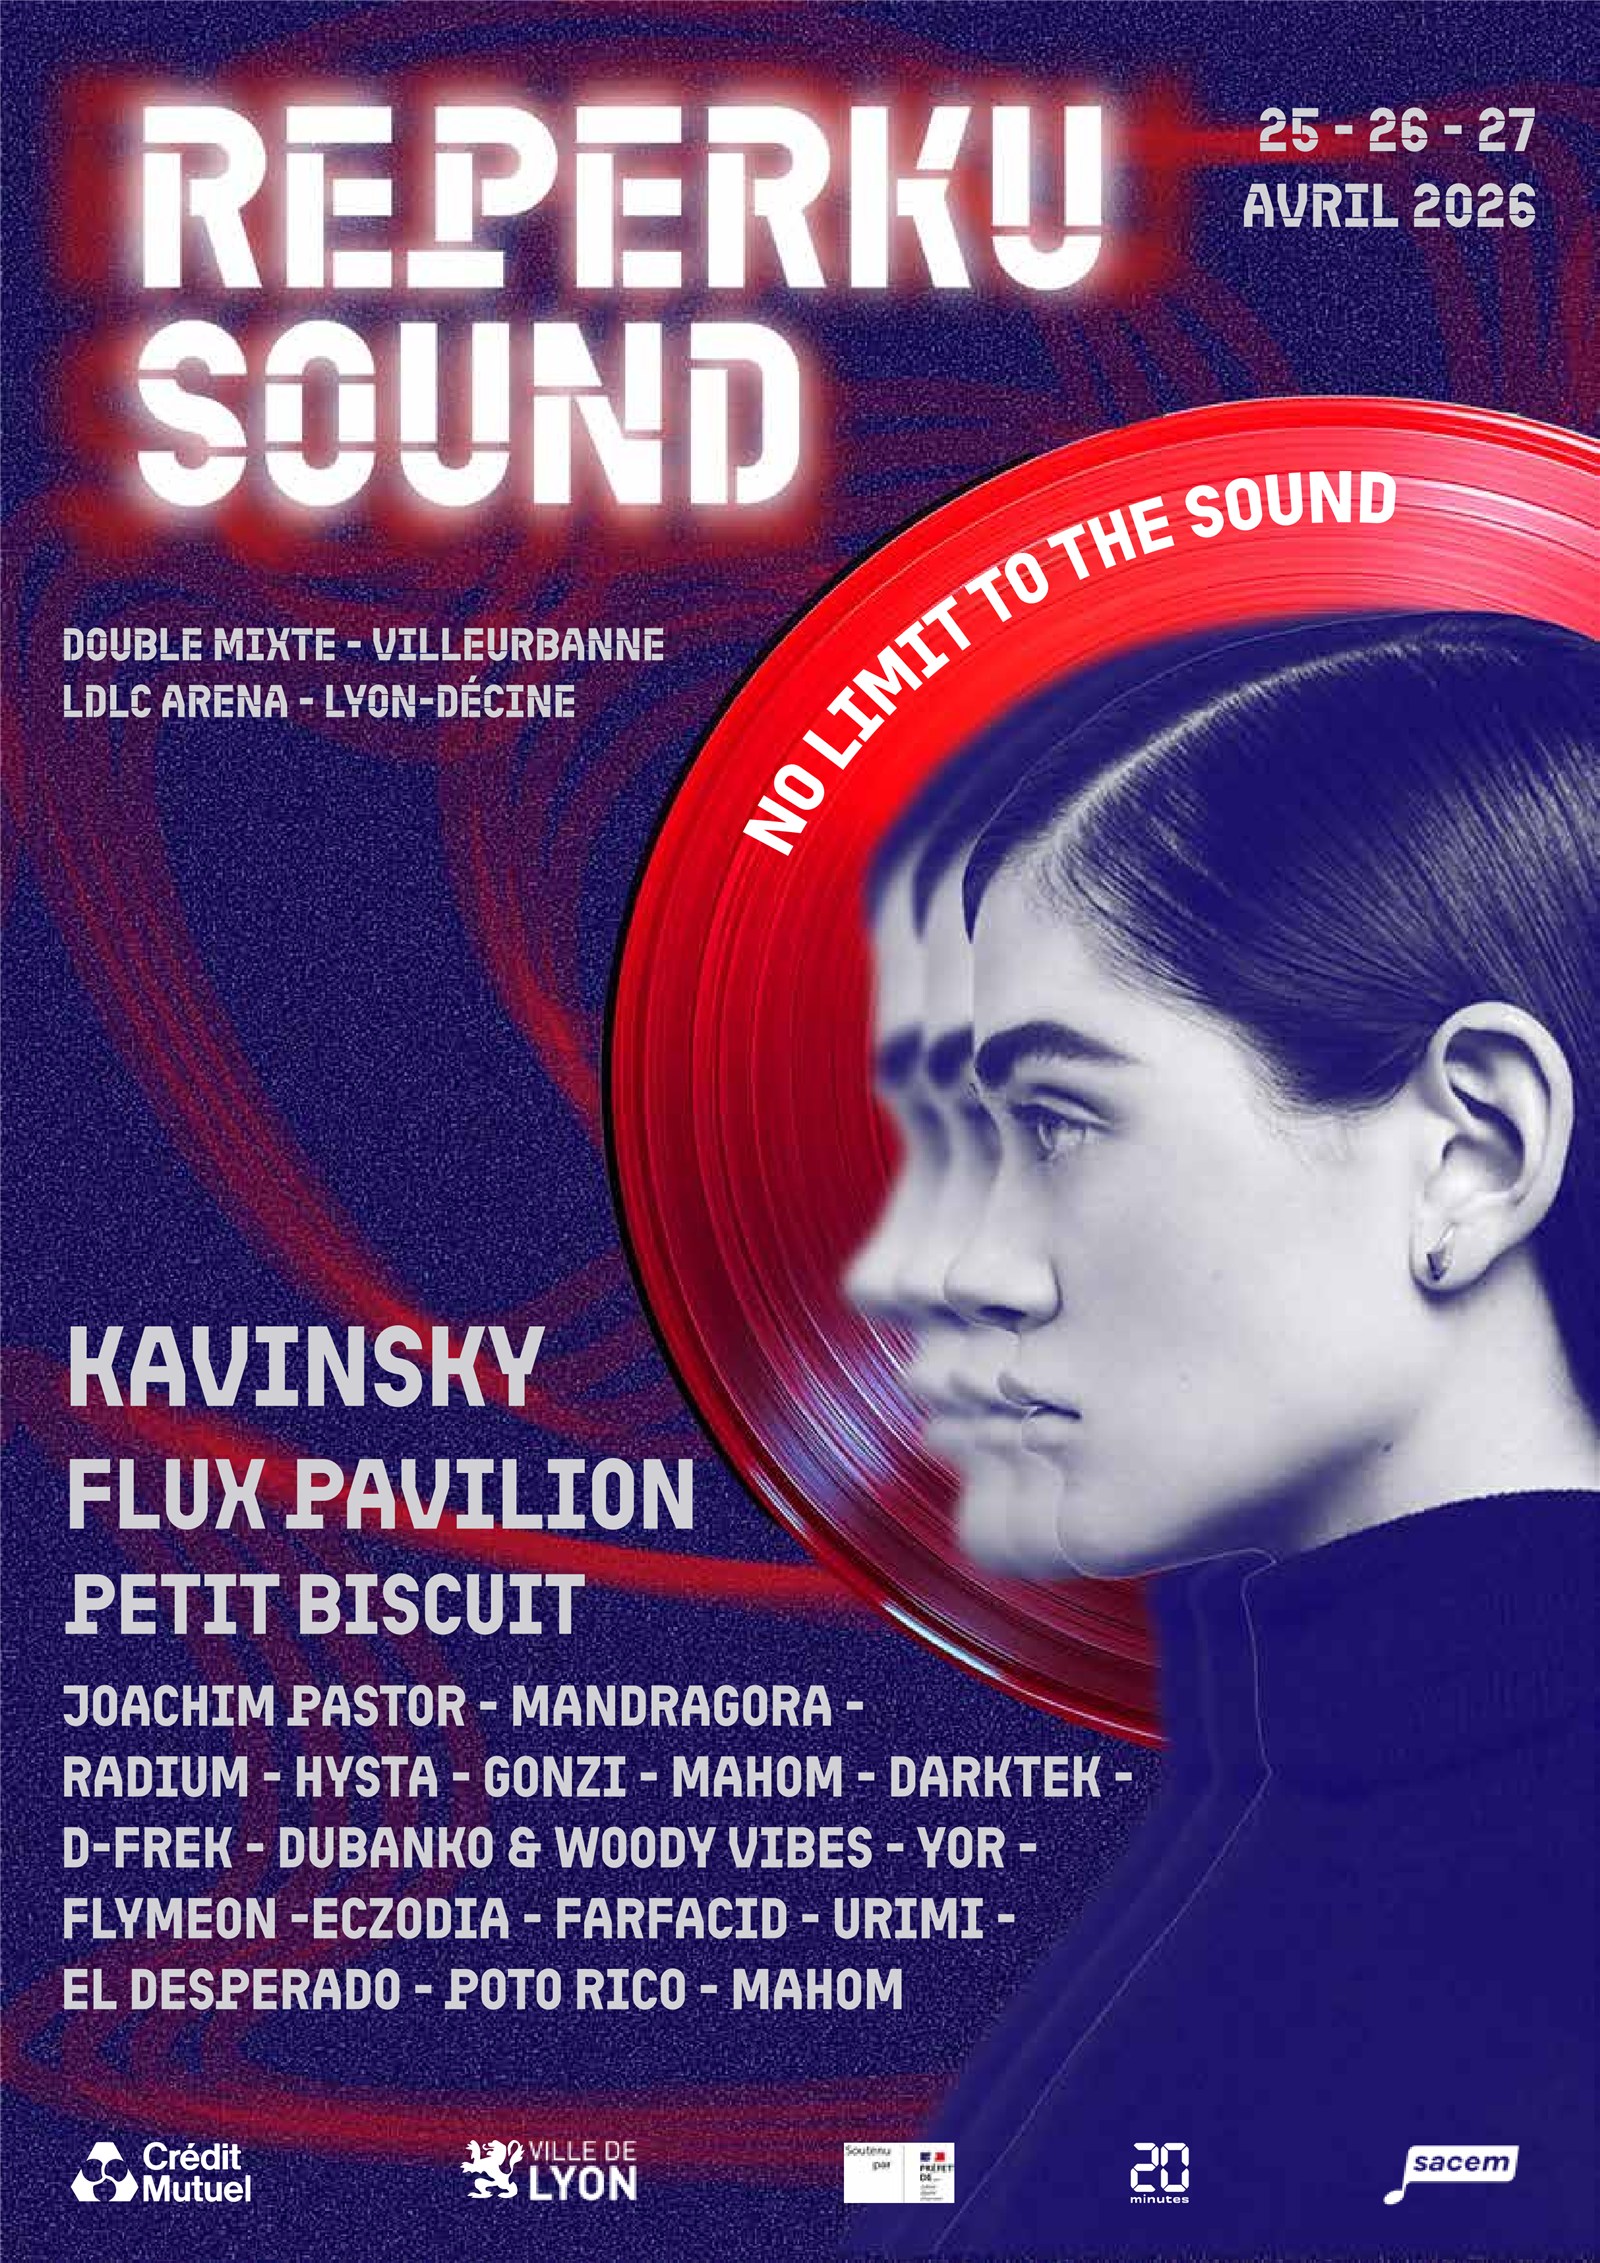 REPERKU
SOUND
25 - 26 - 27
AVRIL 2026
DOUBLE MIXTE - VILLEURBANNE
LDLC ARENA - LYON-DÉCINE
NO LIMIT TO THE SOUND
KAVINSKY
FLUX PAVILION
PETIT BISCUIT
JOACHIM PASTOR - MANDRAGORA -
RADIUM - HYSTA - GONZI - MAHOM - DARKTEK -
D-FREK - DUBANKO & WOODY VIBES - YOR -
FLYMEON -ECZODIA - FARFACID - URIMI -
EL DESPERADO - POTO RICO - MAHOM
Crédit
Mutuel
VILLE DE
LYON
Soutenu
par
PRÉFET
DE
20
minutes
sacem